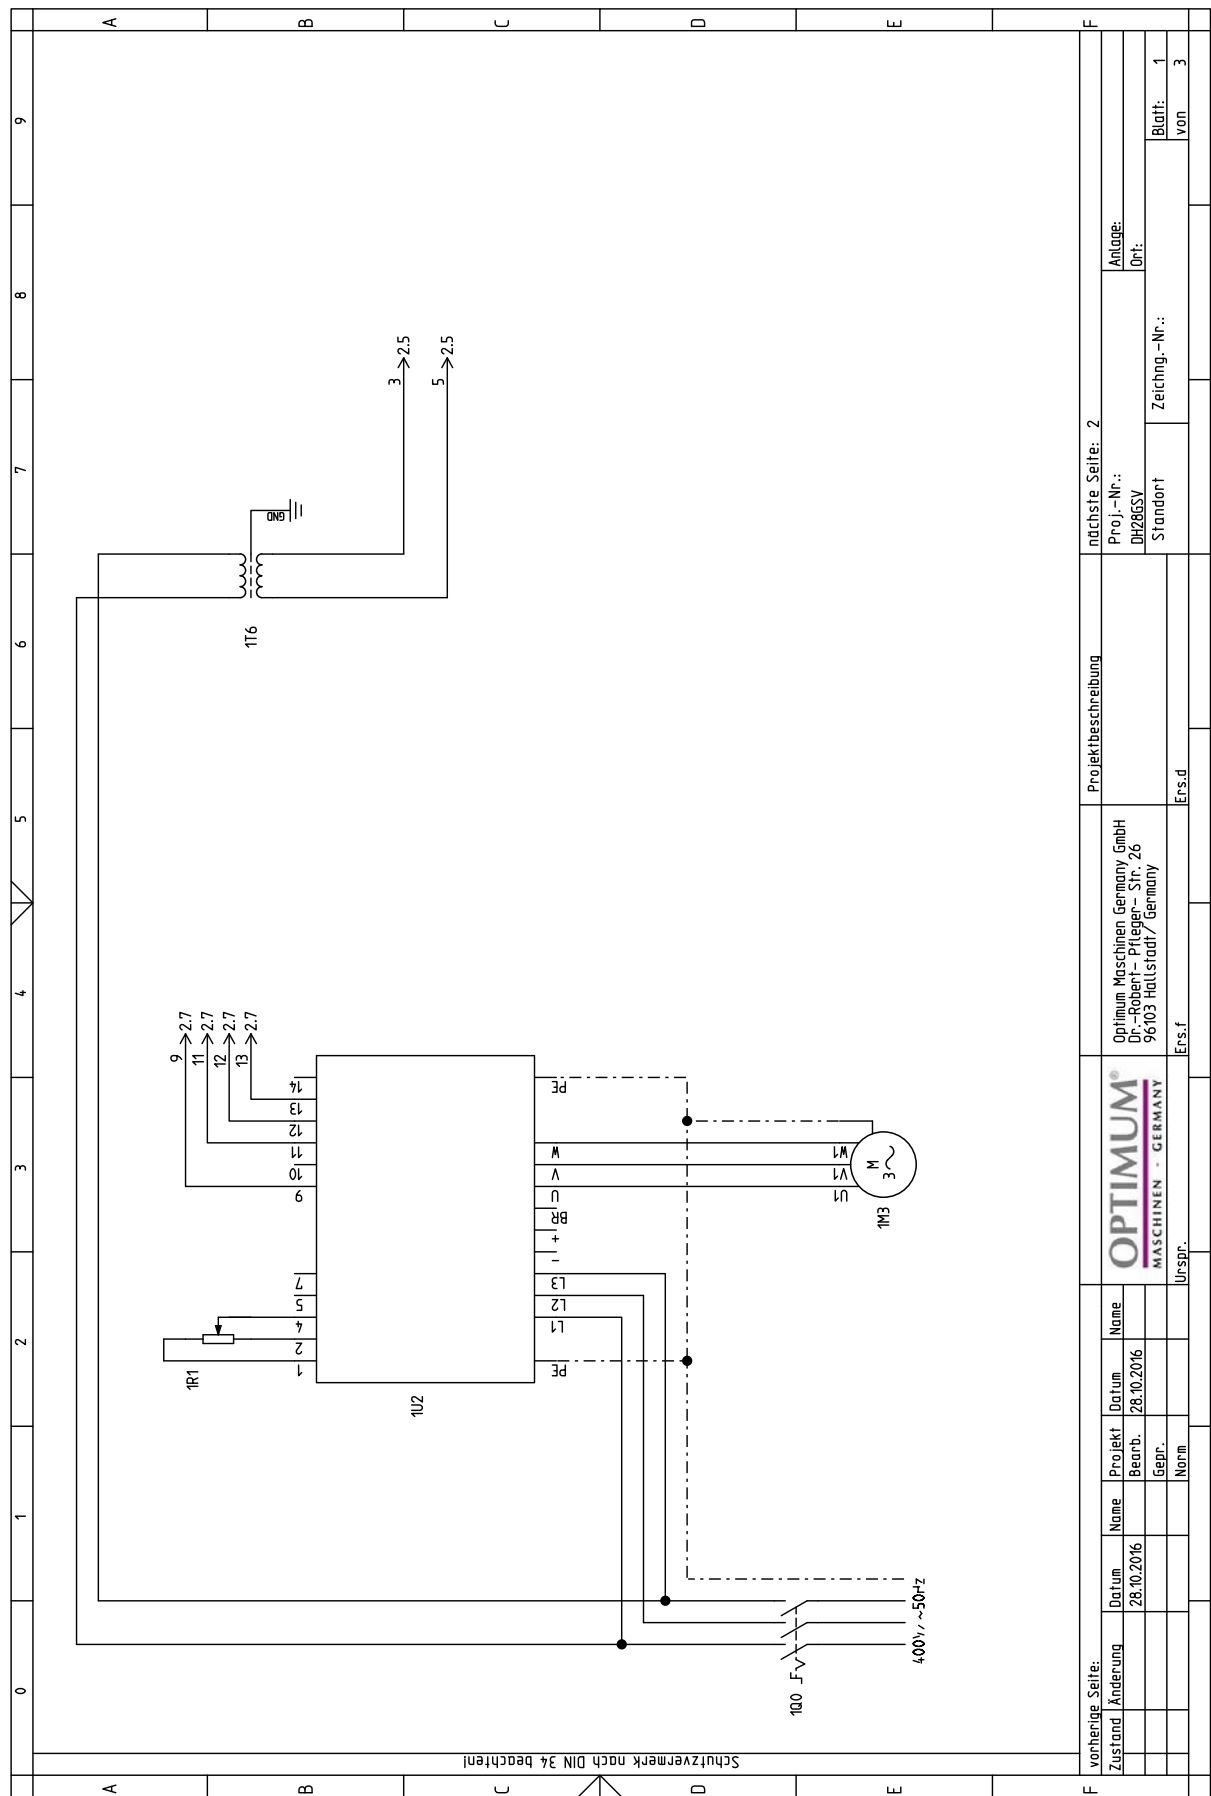 0 1 2 3 4 5 6 7 8 9
A
B
C
D
E
F
A
B
C
D
E
F
Schutzvermerk nach DIN 34 beachten!
1T6
GND
3 2.5
5 2.5
9 2.7
11 2.7
12 2.7
13 2.7
1R1
1 2 4 5 7 9 10 11 12 13 14
1U2
PE L1 L2 L3 - + BR U V W PE
U1 V1 W1
M
3~
1M3
1Q0
400V/~50Hz
vorherige Seite:
Zustand Änderung Datum Name Projekt Datum Name
28.10.2016 Bearb. 28.10.2016
Gepr.
Norm Urspr. Ers.f Ers.d
OPTIMUM®
MASCHINEN - GERMANY
Optimum Maschinen Germany GmbH
Dr.-Robert- Pfleger- Str. 26
96103 Hallstadt/ Germany
Projektbeschreibung
nächste Seite: 2
Proj.-Nr.:
DH28GSV
Standort
Anlage:
Ort:
Zeichng.-Nr.:
Blatt: 1
von 3